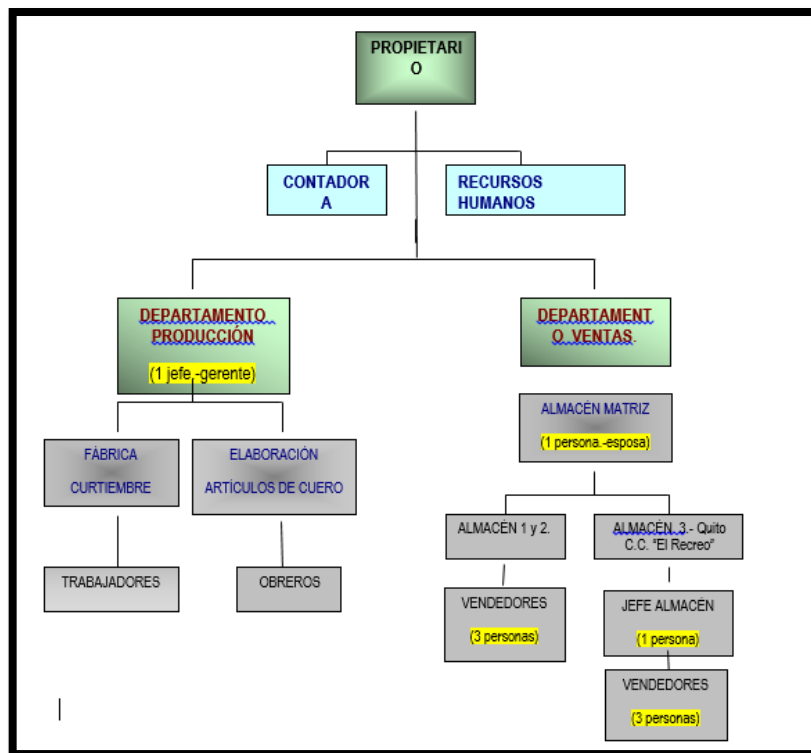 PROPIETARI
O
CONTADOR
A
RECURSOS
HUMANOS
DEPARTAMENTO
PRODUCCIÓN
(1 jefe.-gerente)
DEPARTAMENT
O VENTAS.
ALMACÉN MATRIZ
(1 persona.-esposa)
FÁBRICA
CURTIEMBRE
ELABORACIÓN
ARTÍCULOS DE CUERO
ALMACÉN 1 y 2.
ALMACÉN 3.- Quito
C.C. "El Recreo"
TRABAJADORES
OBREROS
VENDEDORES
(3 personas)
JEFE ALMACÉN
(1 persona)
VENDEDORES
(3 personas)